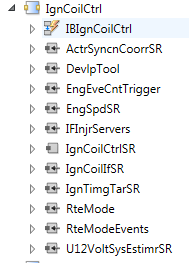 IgnCoilCtrl
IBIgnCoilCtrl
ActrSyncnCoorrSR
DevlpTool
EngEveCntTrigger
EngSpdSR
IFInjrServers
IgnCoilCtrlSR
IgnCoilIfSR
IgnTimgTarSR
RteMode
RteModeEvents
U12VoltSysEstimrSR